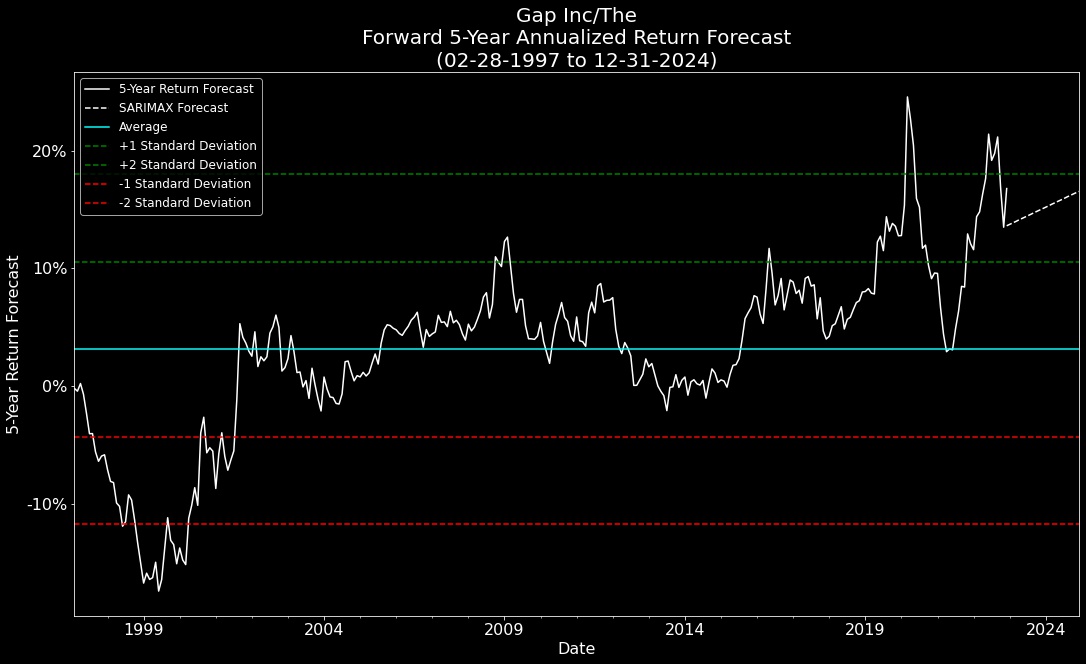 Gap Inc/The
Forward 5-Year Annualized Return Forecast
(02-28-1997 to 12-31-2024)
5-Year Return Forecast
SARIMAX Forecast
Average
+1 Standard Deviation
+2 Standard Deviation
-1 Standard Deviation
-2 Standard Deviation
5-Year Return Forecast
20%
10%
0%
-10%
1999
2004
2009
2014
2019
2024
Date